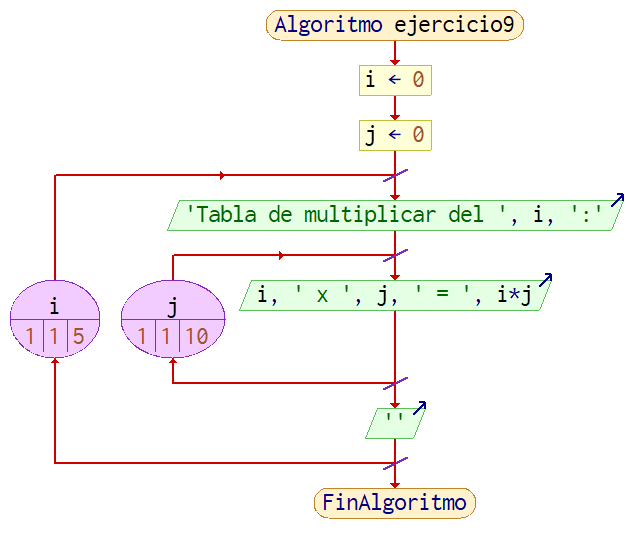 Algoritmo ejercicio9
i ← 0
j ← 0
'Tabla de multiplicar del ', i, ':'
i
1 1 5
j
1 1 10
i, ' x ', j, ' = ', i*j
''
FinAlgoritmo